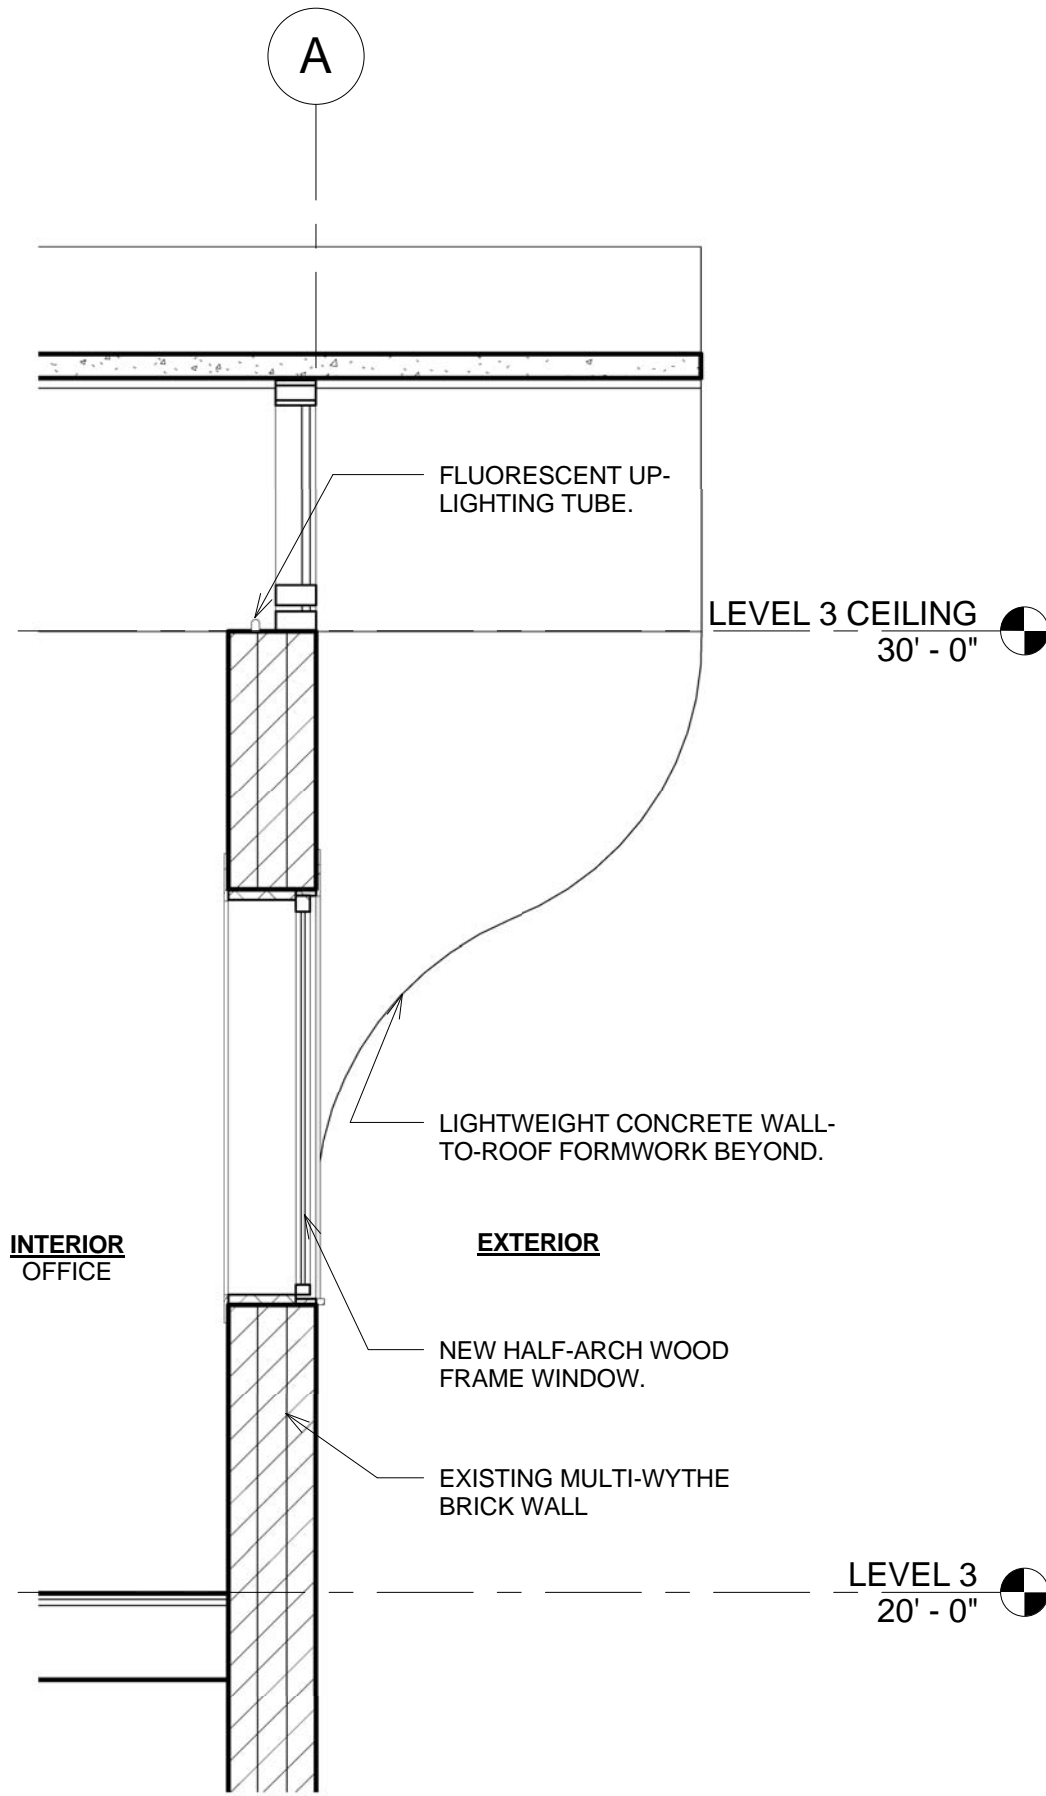 A
FLUORESCENT UP-
LIGHTING TUBE.
LEVEL 3 CEILING
30' - 0"
LIGHTWEIGHT CONCRETE WALL-
TO-ROOF FORMWORK BEYOND.
INTERIOR
OFFICE
EXTERIOR
NEW HALF-ARCH WOOD
FRAME WINDOW.
EXISTING MULTI-WYTHE
BRICK WALL
LEVEL 3
20' - 0"